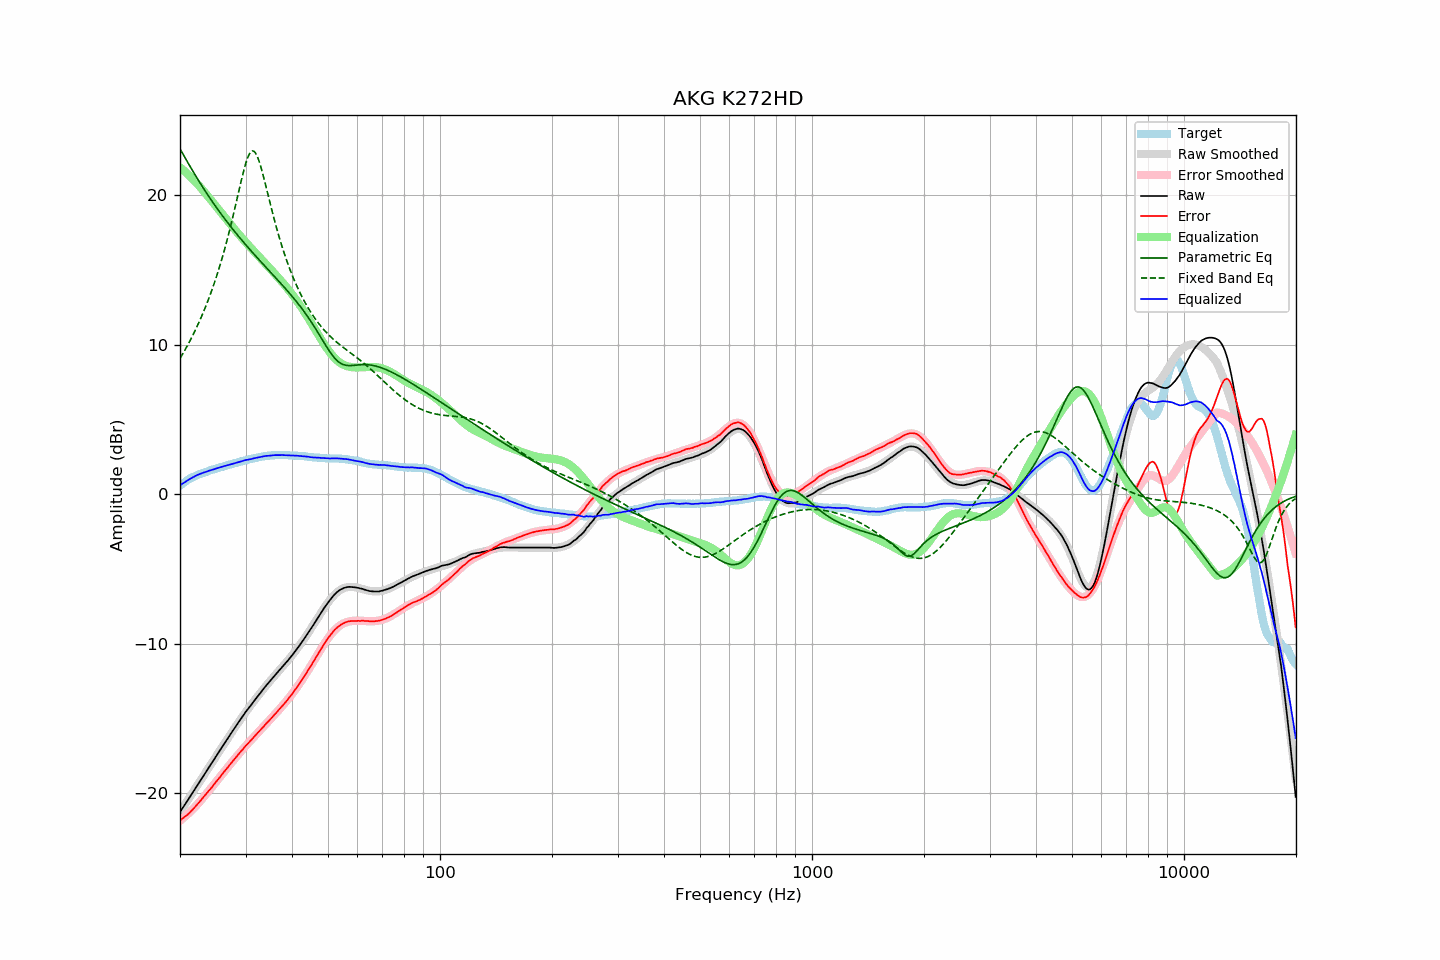 AKG K272HD
Target
Raw Smoothed
Error Smoothed
Raw
Error
Equalization
Parametric Eq
Fixed Band Eq
Equalized
Amplitude (dBr)
20
10
0
−10
−20
100
1000
10000
Frequency (Hz)